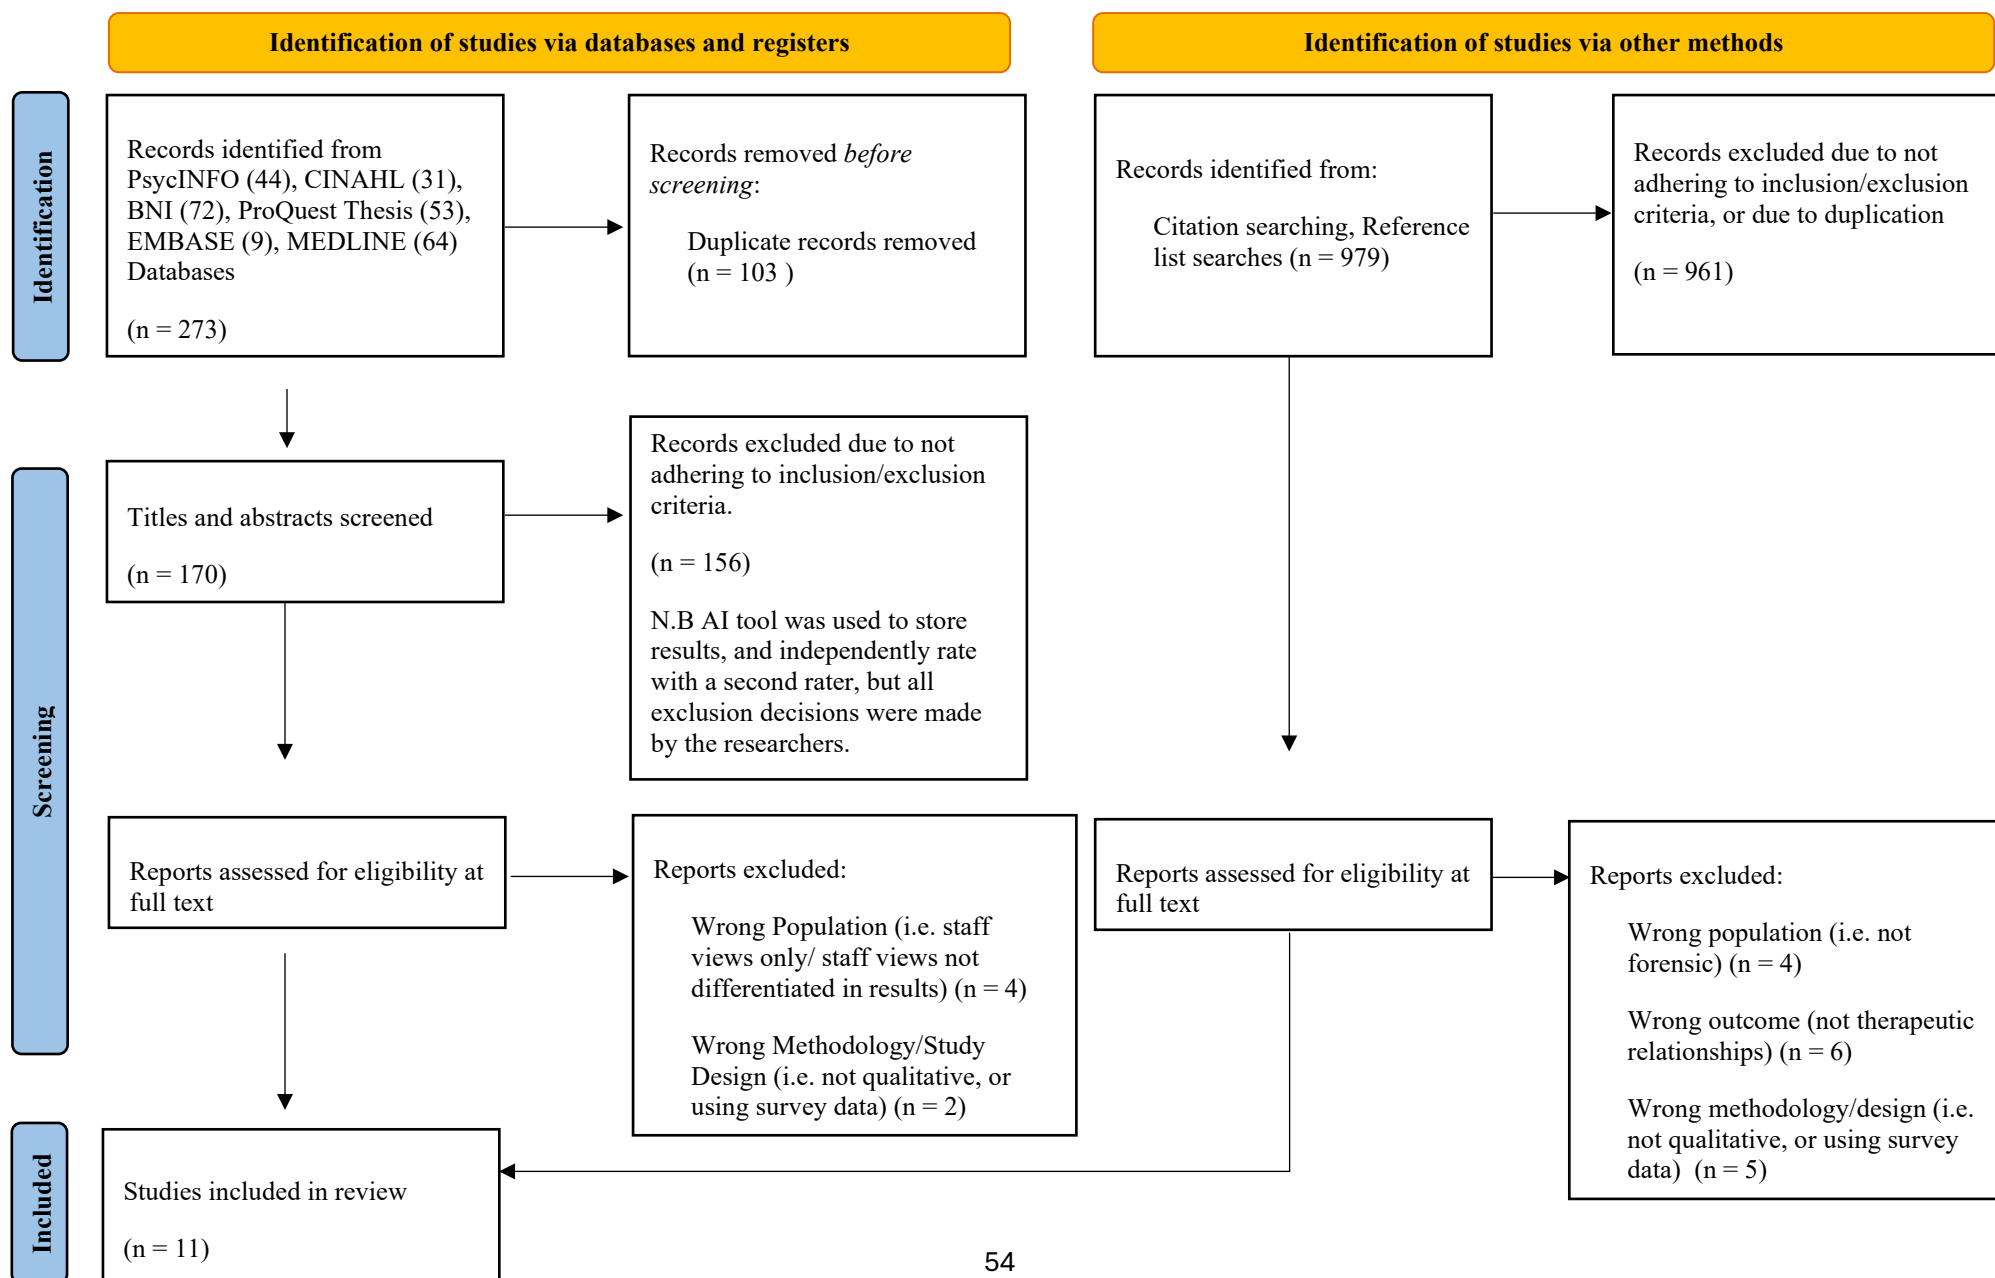 Identification of studies via databases and registers
Identification of studies via other methods
Identification
Records identified from
PsycINFO (44), CINAHL (31),
BNI (72), ProQuest Thesis (53),
EMBASE (9), MEDLINE (64)
Databases
(n = 273)
Records removed before
screening:
Duplicate records removed
(n = 103 )
Records identified from:
Citation searching, Reference
list searches (n = 979)
Records excluded due to not
adhering to inclusion/exclusion
criteria, or due to duplication
(n = 961)
Screening
Titles and abstracts screened
(n = 170)
Records excluded due to not
adhering to inclusion/exclusion
criteria.
(n = 156)
N.B AI tool was used to store
results, and independently rate
with a second rater, but all
exclusion decisions were made
by the researchers.
Reports assessed for eligibility at
full text
Reports excluded:
Wrong Population (i.e. staff
views only/ staff views not
differentiated in results) (n = 4)
Wrong Methodology/Study
Design (i.e. not qualitative, or
using survey data) (n = 2)
Reports assessed for eligibility at
full text
Reports excluded:
Wrong population (i.e. not
forensic) (n = 4)
Wrong outcome (not therapeutic
relationships) (n = 6)
Wrong methodology/design (i.e.
not qualitative, or using survey
data)  (n = 5)
Included
Studies included in review
(n = 11)
54